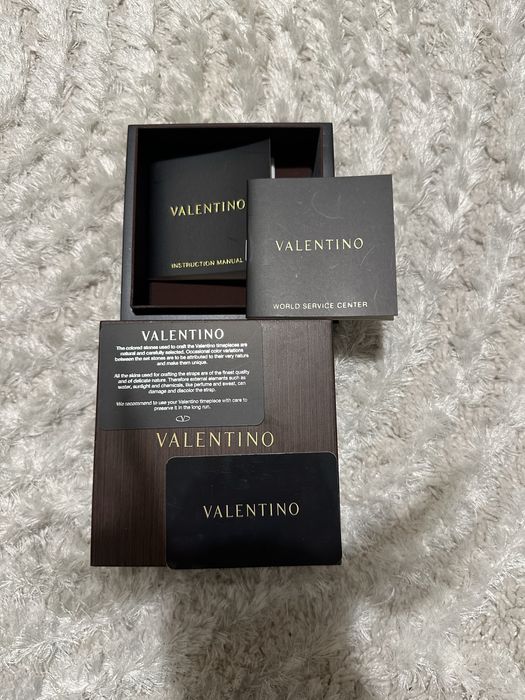 VALENTINO
INSTRUCTION MANUAL
VALENTINO
WORLD SERVICE CENTER
VALENTINO
The colored stones used to craft the Valentino timepieces are
natural and carefully selected. Occasional color variations
between the set stones are to be attributed to their very nature
and make them unique.
All the skins used for crafting the straps are of the finest quality
and of delicate nature. Therefore external elements such as
water, sunlight and chemicals, like perfume and sweat, can
damage and discolor the strap.
We recommend to use your Valentino timepiece with care to
preserve it in the long run.
VALENTINO
VALENTINO